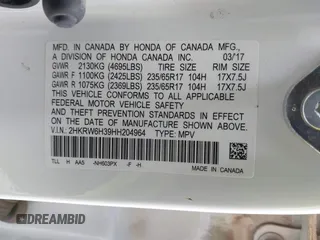 MFD. IN CANADA BY HONDA OF CANADA MFG.,
A DIVISION OF HONDA CANADA INC. 03/17
GVWR 2130KG (4695LBS) TIRE SIZE RIM SIZE
GAWR F 1100KG (2425LBS) 235/65R17 104H 17X7.5J
GAWR R 1075KG (2369LBS) 235/65R17 104H 17X7.5J
THIS VEHICLE CONFORMS TO ALL APPLICABLE
FEDERAL MOTOR VEHICLE SAFETY AND
THEFT PREVENTION STANDARDS IN EFFECT ON
THE DATE OF MANUFACTURE SHOWN ABOVE.
V.I.N.: 2HKRW6H39HH204964 TYPE: MPV
TLL H AA5 -NH603PX -F -H
MADE IN CANADA
DREAMBID